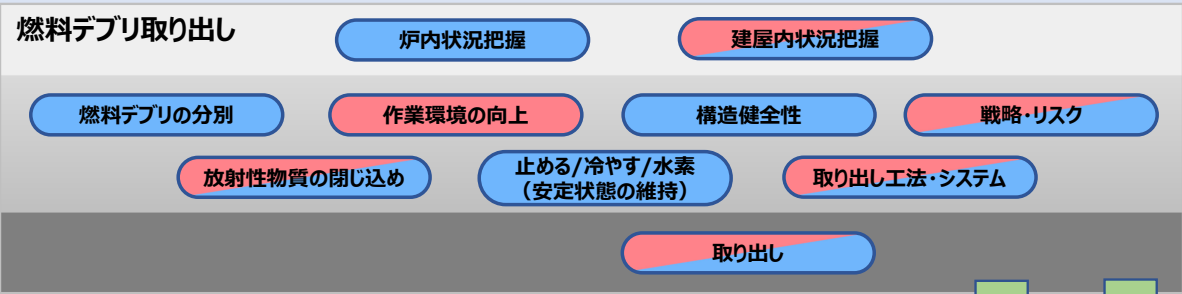 燃料デブリ取り出し
炉内状況把握
建屋内状況把握
燃料デブリの分別
作業環境の向上
構造健全性
戦略・リスク
放射性物質の閉じ込め
止める/冷やす/水素
（安定状態の維持）
取り出し工法・システム
取り出し